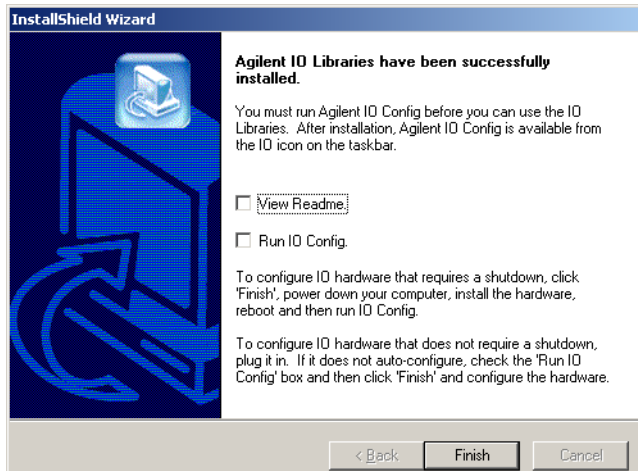 InstallShield Wizard
Agilent IO Libraries have been successfully
installed.
You must run Agilent IO Config before you can use the IO
Libraries.  After installation, Agilent IO Config is available from
the IO icon on the taskbar.
View Readme.
Run IO Config.
To configure IO hardware that requires a shutdown, click
'Finish', power down your computer, install the hardware,
reboot and then run IO Config.
To configure IO hardware that does not require a shutdown,
plug it in.  If it does not auto-configure, check the 'Run IO
Config' box and then click 'Finish' and configure the hardware.
< Back Finish Cancel